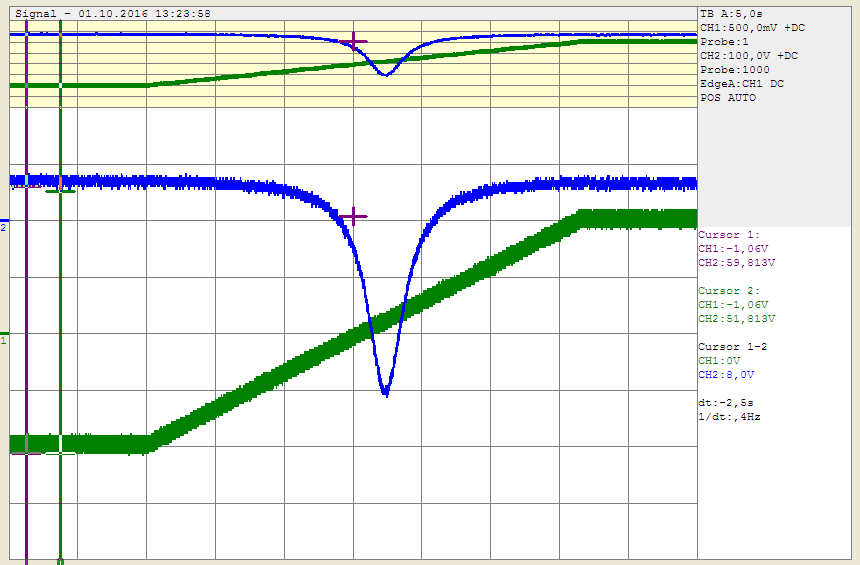 Signal - 01.10.2016 13:23:58
TB A:5,0s
CH1:500,0mV +DC
Probe:1
CH2:100,0V +DC
Probe:1000
EdgeA:CH1 DC
POS AUTO
2
1
Cursor 1:
CH1:-1,06V
CH2:59,813V
Cursor 2:
CH1:-1,06V
CH2:51,813V
Cursor 1-2
CH1:0V
CH2:8,0V
dt:-2,5s
1/dt:,4Hz